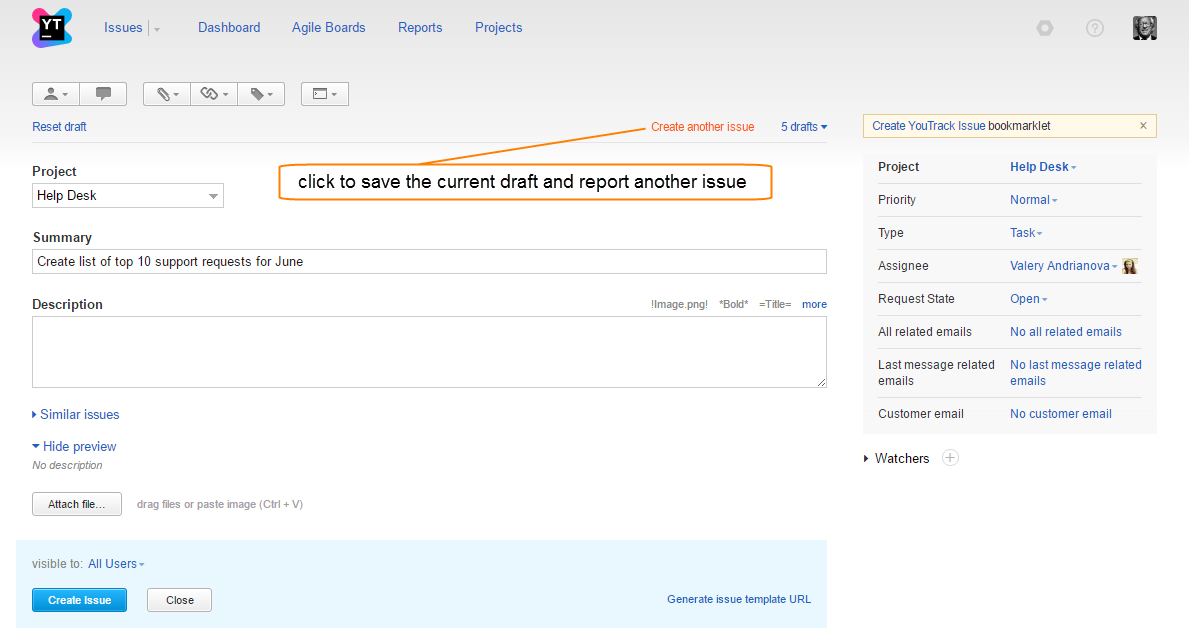 YT
Issues
Dashboard
Agile Boards
Reports
Projects
Reset draft
Create another issue
5 drafts
click to save the current draft and report another issue
Project
Help Desk
Summary
Create list of top 10 support requests for June
Description
!Image.png! *Bold* =Title= more
Similar issues
Hide preview
No description
Attach file...
drag files or paste image (Ctrl + V)
visible to: All Users
Create Issue
Close
Generate issue template URL
Create YouTrack Issue bookmarklet ×
Project Help Desk
Priority Normal
Type Task
Assignee Valery Andrianova
Request State Open
All related emails No all related emails
Last message related No last message related
emails emails
Customer email No customer email
Watchers